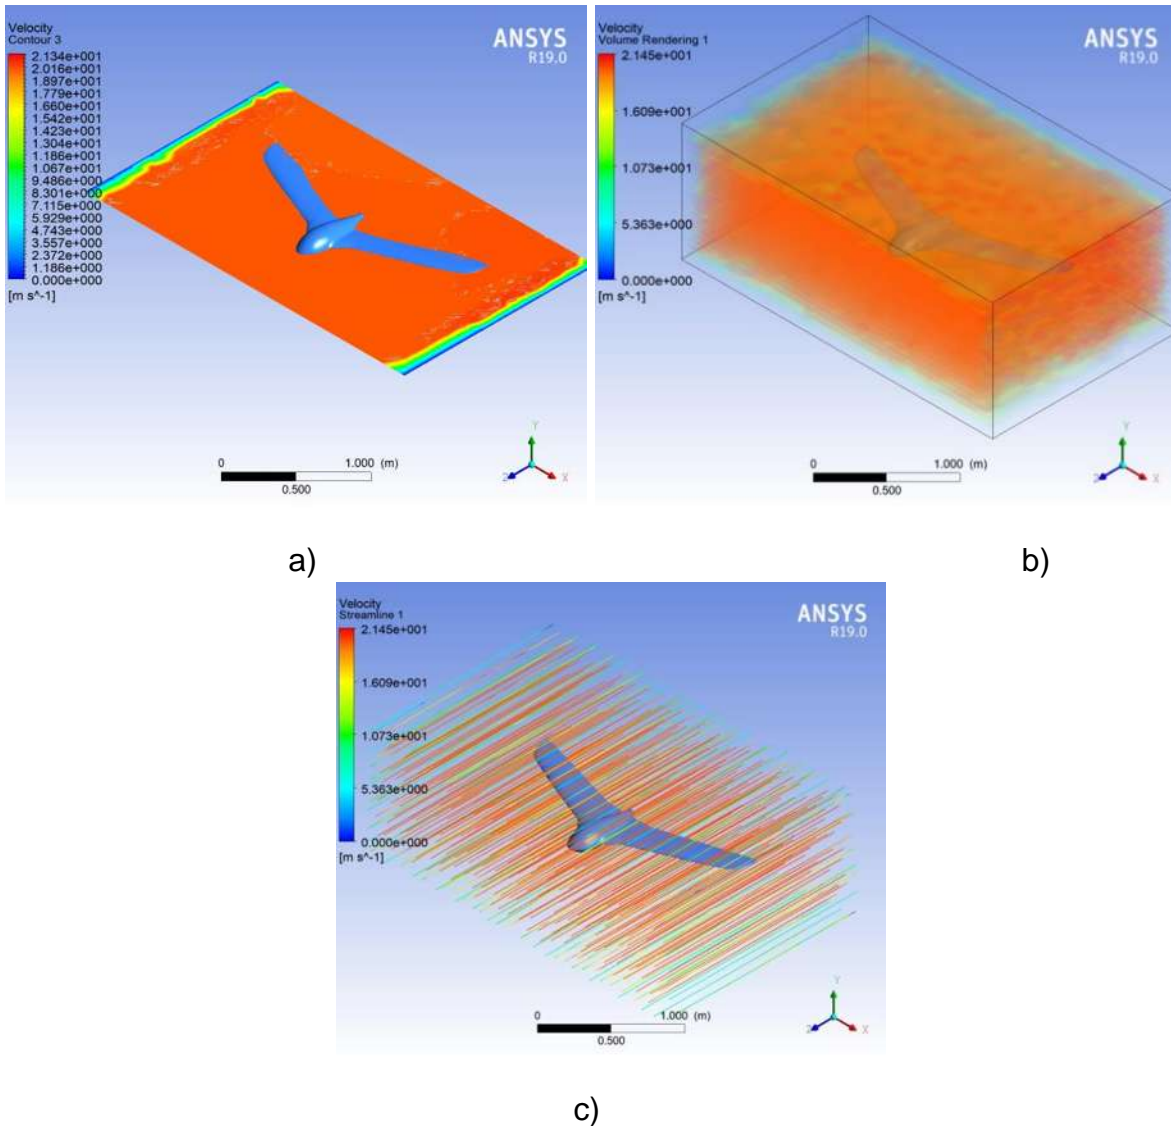 Velocity
Contour 3
2.134e+001
2.016e+001
1.897e+001
1.779e+001
1.660e+001
1.542e+001
1.423e+001
1.304e+001
1.186e+001
1.067e+001
9.486e+000
8.301e+000
7.115e+000
5.929e+000
4.743e+000
3.557e+000
2.372e+000
1.186e+000
0.000e+000
[m s^-1]
ANSYS
R19.0
0 1.000 (m)
0.500
Y
Z X
a)
Velocity
Volume Rendering 1
2.145e+001
1.609e+001
1.073e+001
5.363e+000
0.000e+000
[m s^-1]
ANSYS
R19.0
0 1.000 (m)
0.500
Y
Z X
b)
Velocity
Streamline 1
2.145e+001
1.609e+001
1.073e+001
5.363e+000
0.000e+000
[m s^-1]
ANSYS
R19.0
0 1.000 (m)
0.500
Y
Z X
c)